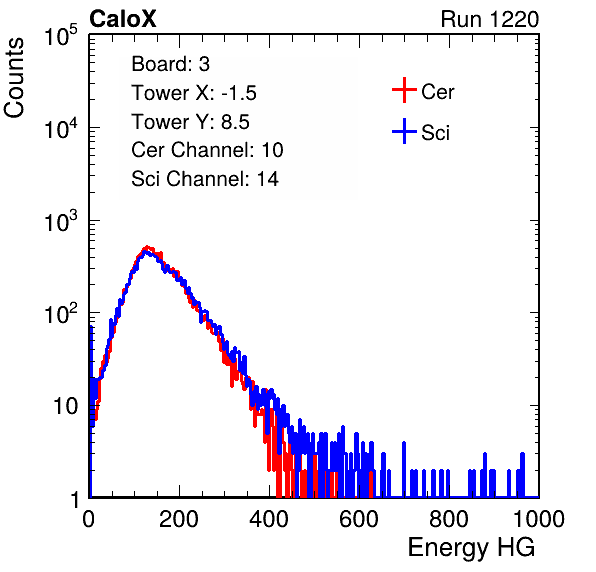 CaloX Run 1220
Counts
Board: 3
Tower X: -1.5
Tower Y: 8.5
Cer Channel: 10
Sci Channel: 14
Cer
Sci
10^5
10^4
10^3
10^2
10
1
0 200 400 600 800 1000
Energy HG